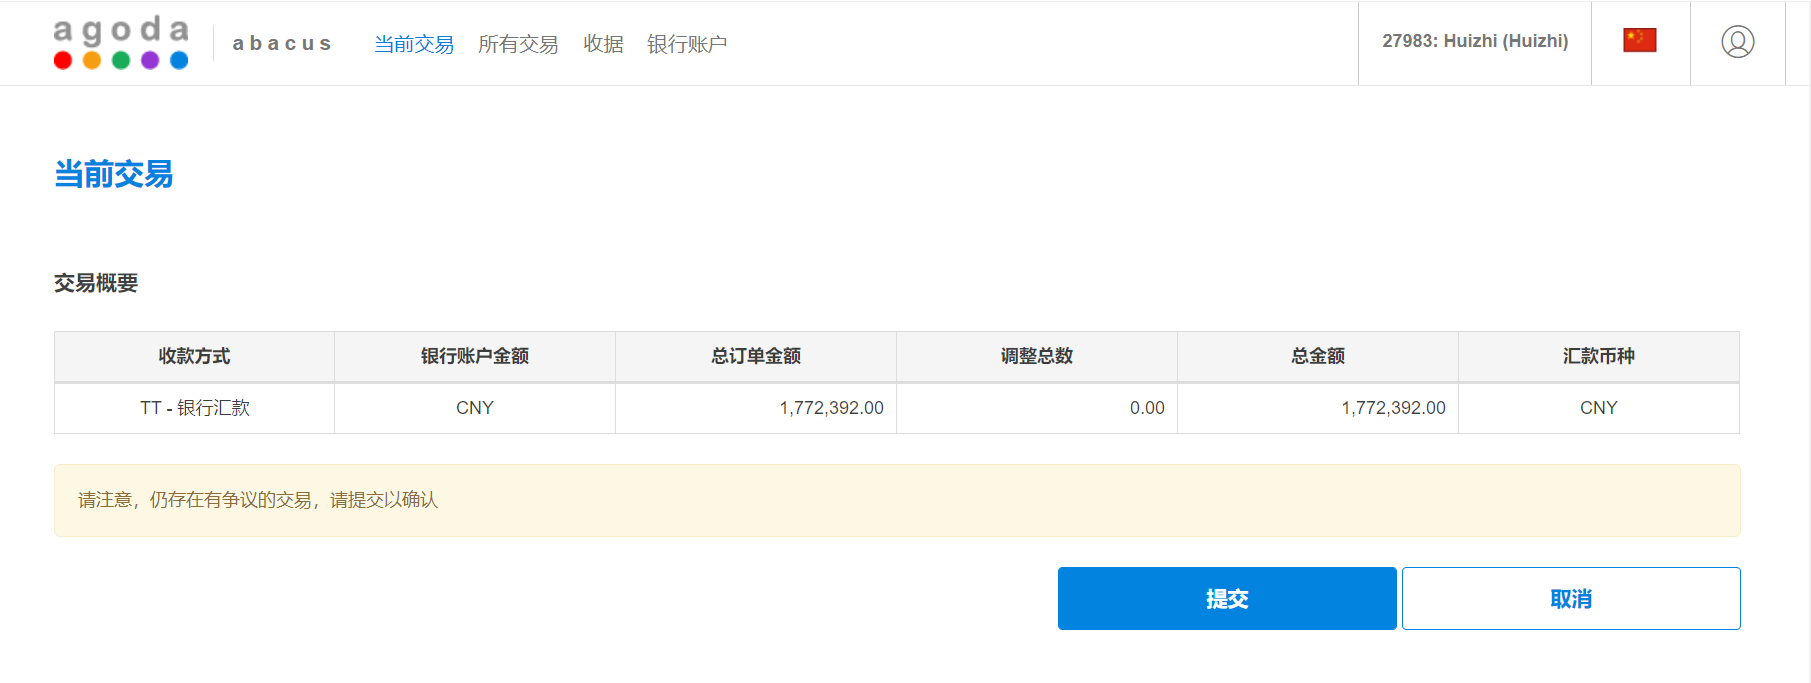 agoda
abacus 当前交易 所有交易 收据 银行账户 27983: Huizhi (Huizhi)
当前交易
交易概要
收款方式 银行账户金额 总订单金额 调整总数 总金额 汇款币种
TT - 银行汇款 CNY 1,772,392.00 0.00 1,772,392.00 CNY
请注意，仍存在有争议的交易，请提交以确认
提交 取消